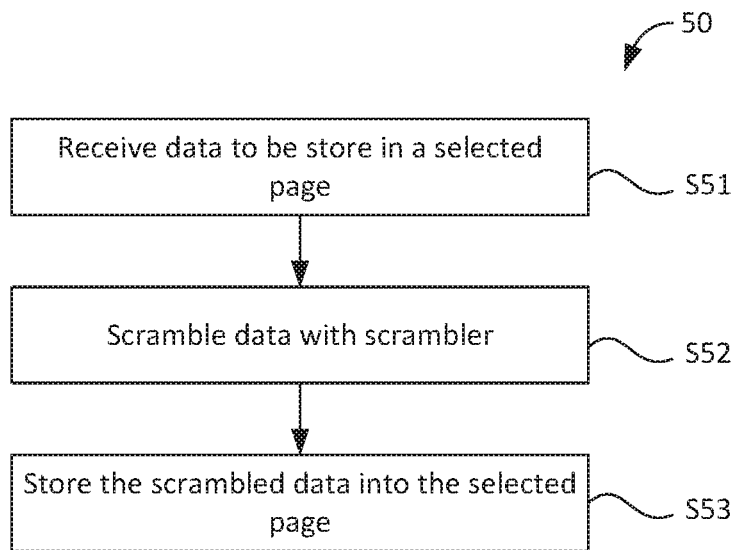 50
Receive data to be store in a selected
page
S51
Scramble data with scrambler
S52
Store the scrambled data into the selected
page
S53